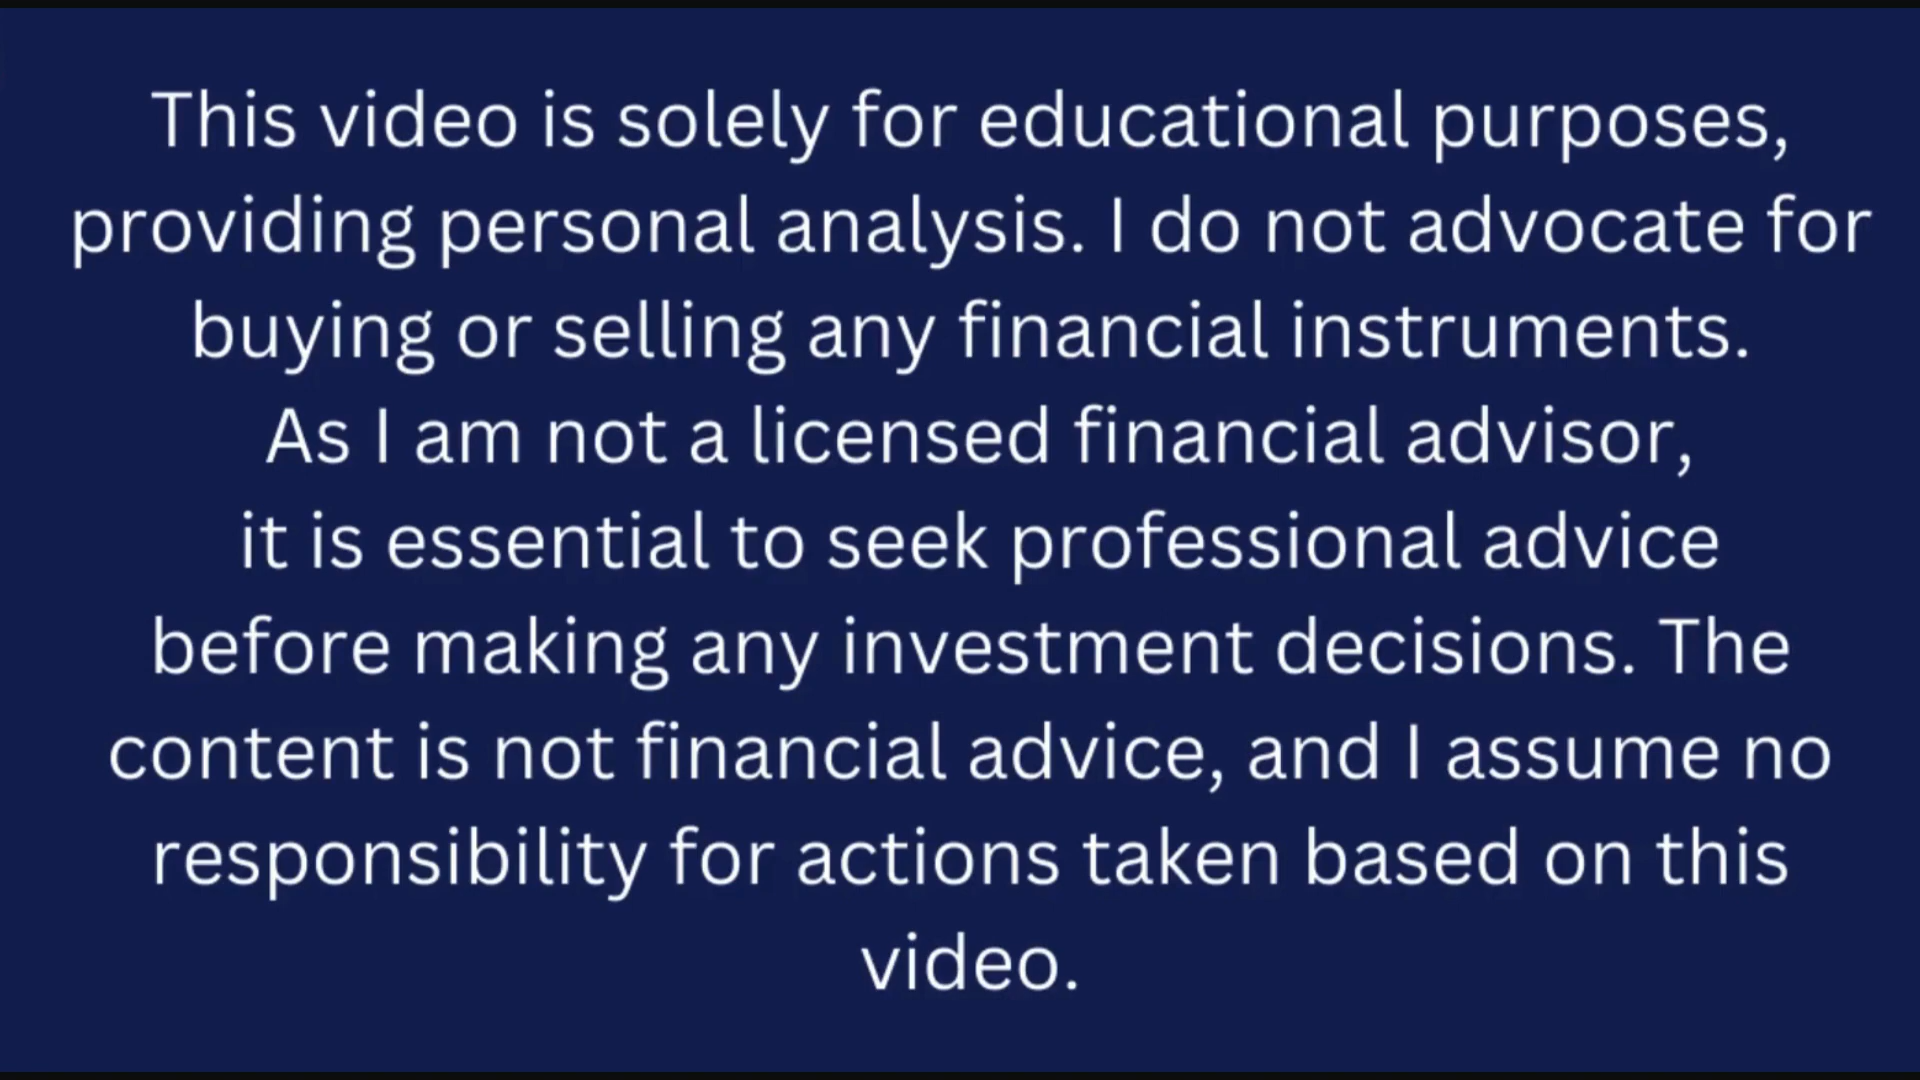 This video is solely for educational purposes,
providing personal analysis. I do not advocate for
buying or selling any financial instruments.
As I am not a licensed financial advisor,
it is essential to seek professional advice
before making any investment decisions. The
content is not financial advice, and I assume no
responsibility for actions taken based on this
video.